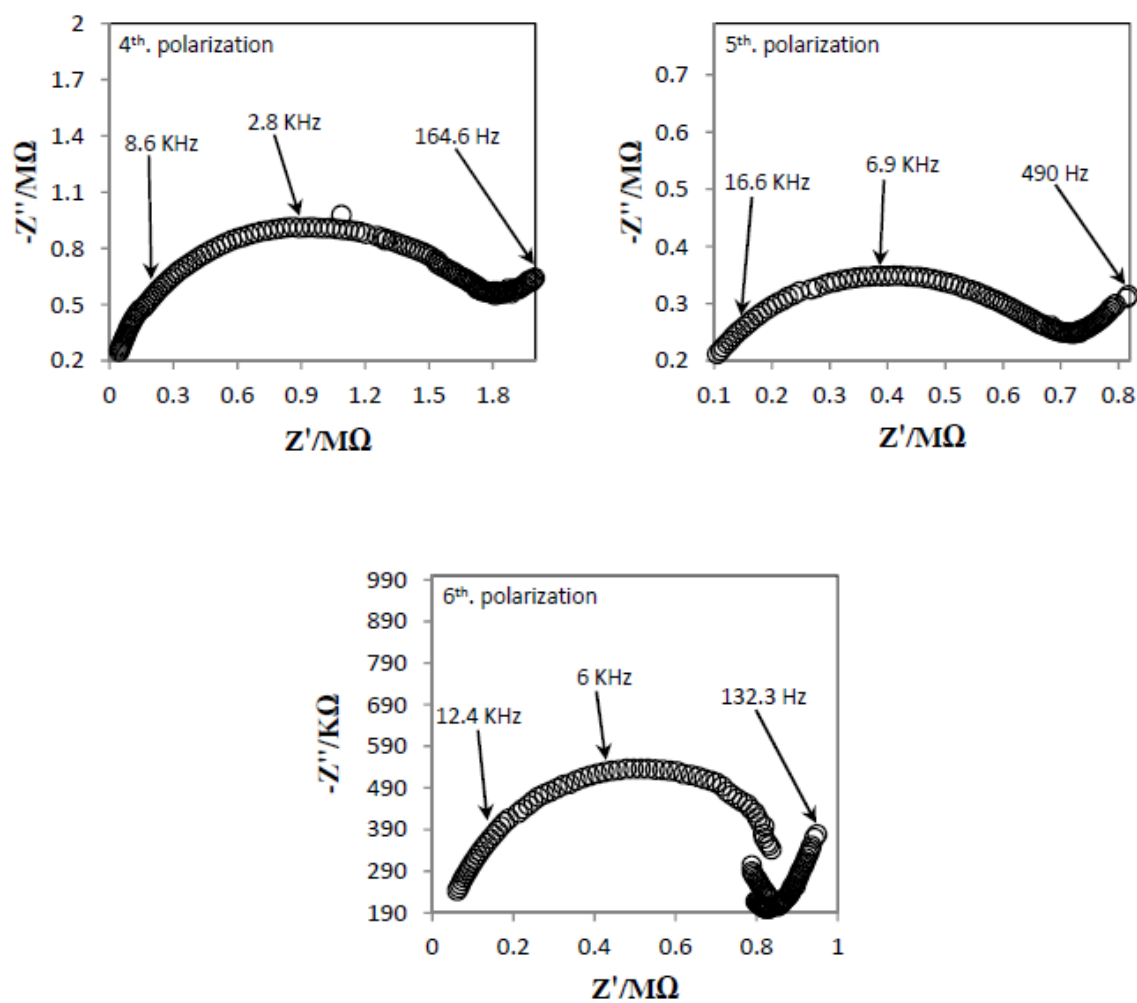 4th. polarization
-Z''/MΩ
2
1.7
1.4
1.1
0.8
0.5
0.2
8.6 KHz
2.8 KHz
164.6 Hz
0 0.3 0.6 0.9 1.2 1.5 1.8
Z'/MΩ
5th. polarization
-Z''/MΩ
0.7
0.6
0.5
0.4
0.3
0.2
16.6 KHz
6.9 KHz
490 Hz
0.1 0.2 0.3 0.4 0.5 0.6 0.7 0.8
Z'/MΩ
6th. polarization
-Z''/KΩ
990
890
790
690
590
490
390
290
190
12.4 KHz
6 KHz
132.3 Hz
0 0.2 0.4 0.6 0.8 1
Z'/MΩ